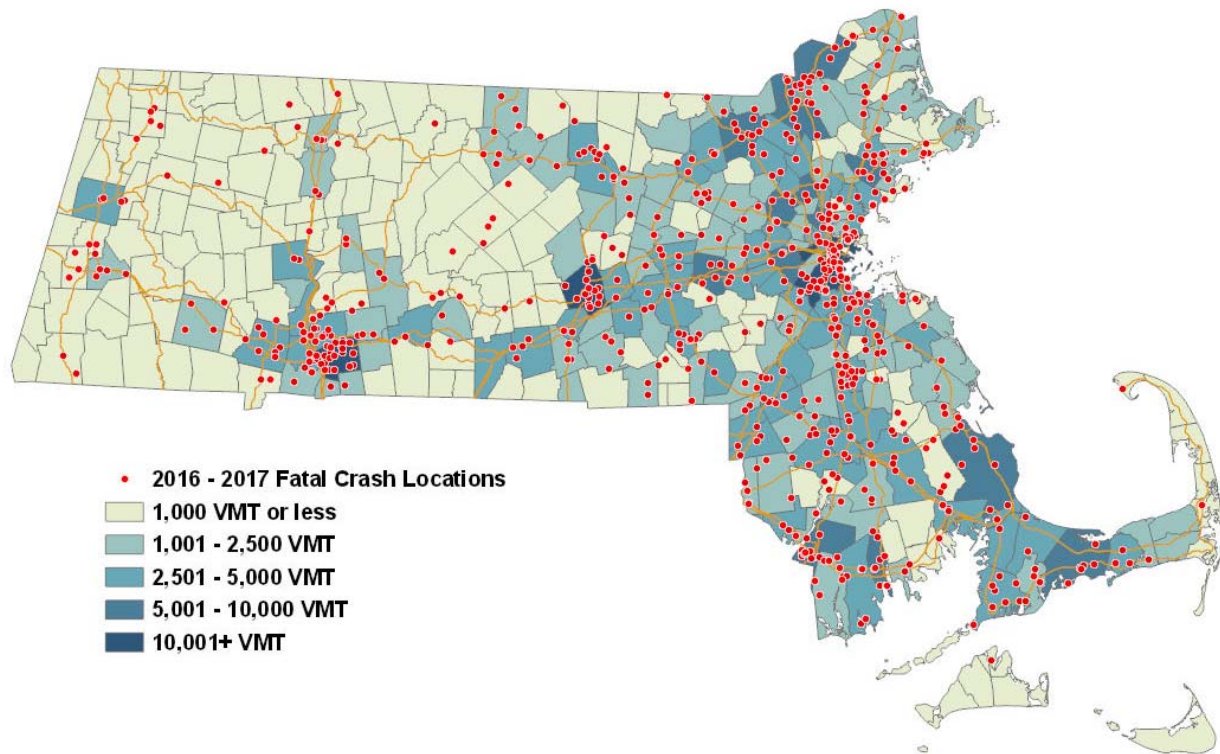 2016 - 2017 Fatal Crash Locations
1,000 VMT or less
1,001 - 2,500 VMT
2,501 - 5,000 VMT
5,001 - 10,000 VMT
10,001+ VMT